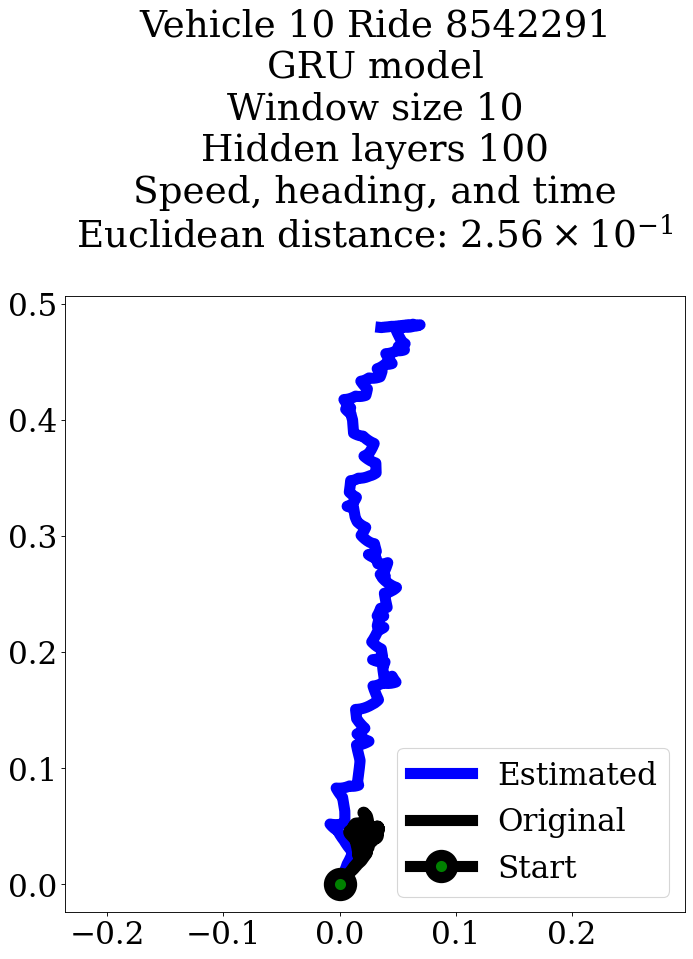 Vehicle 10 Ride 8542291
GRU model
Window size 10
Hidden layers 100
Speed, heading, and time
Euclidean distance: 2.56 × 10⁻¹
0.5
0.4
0.3
0.2
0.1
0.0
Estimated
Original
Start
−0.2 −0.1 0.0 0.1 0.2